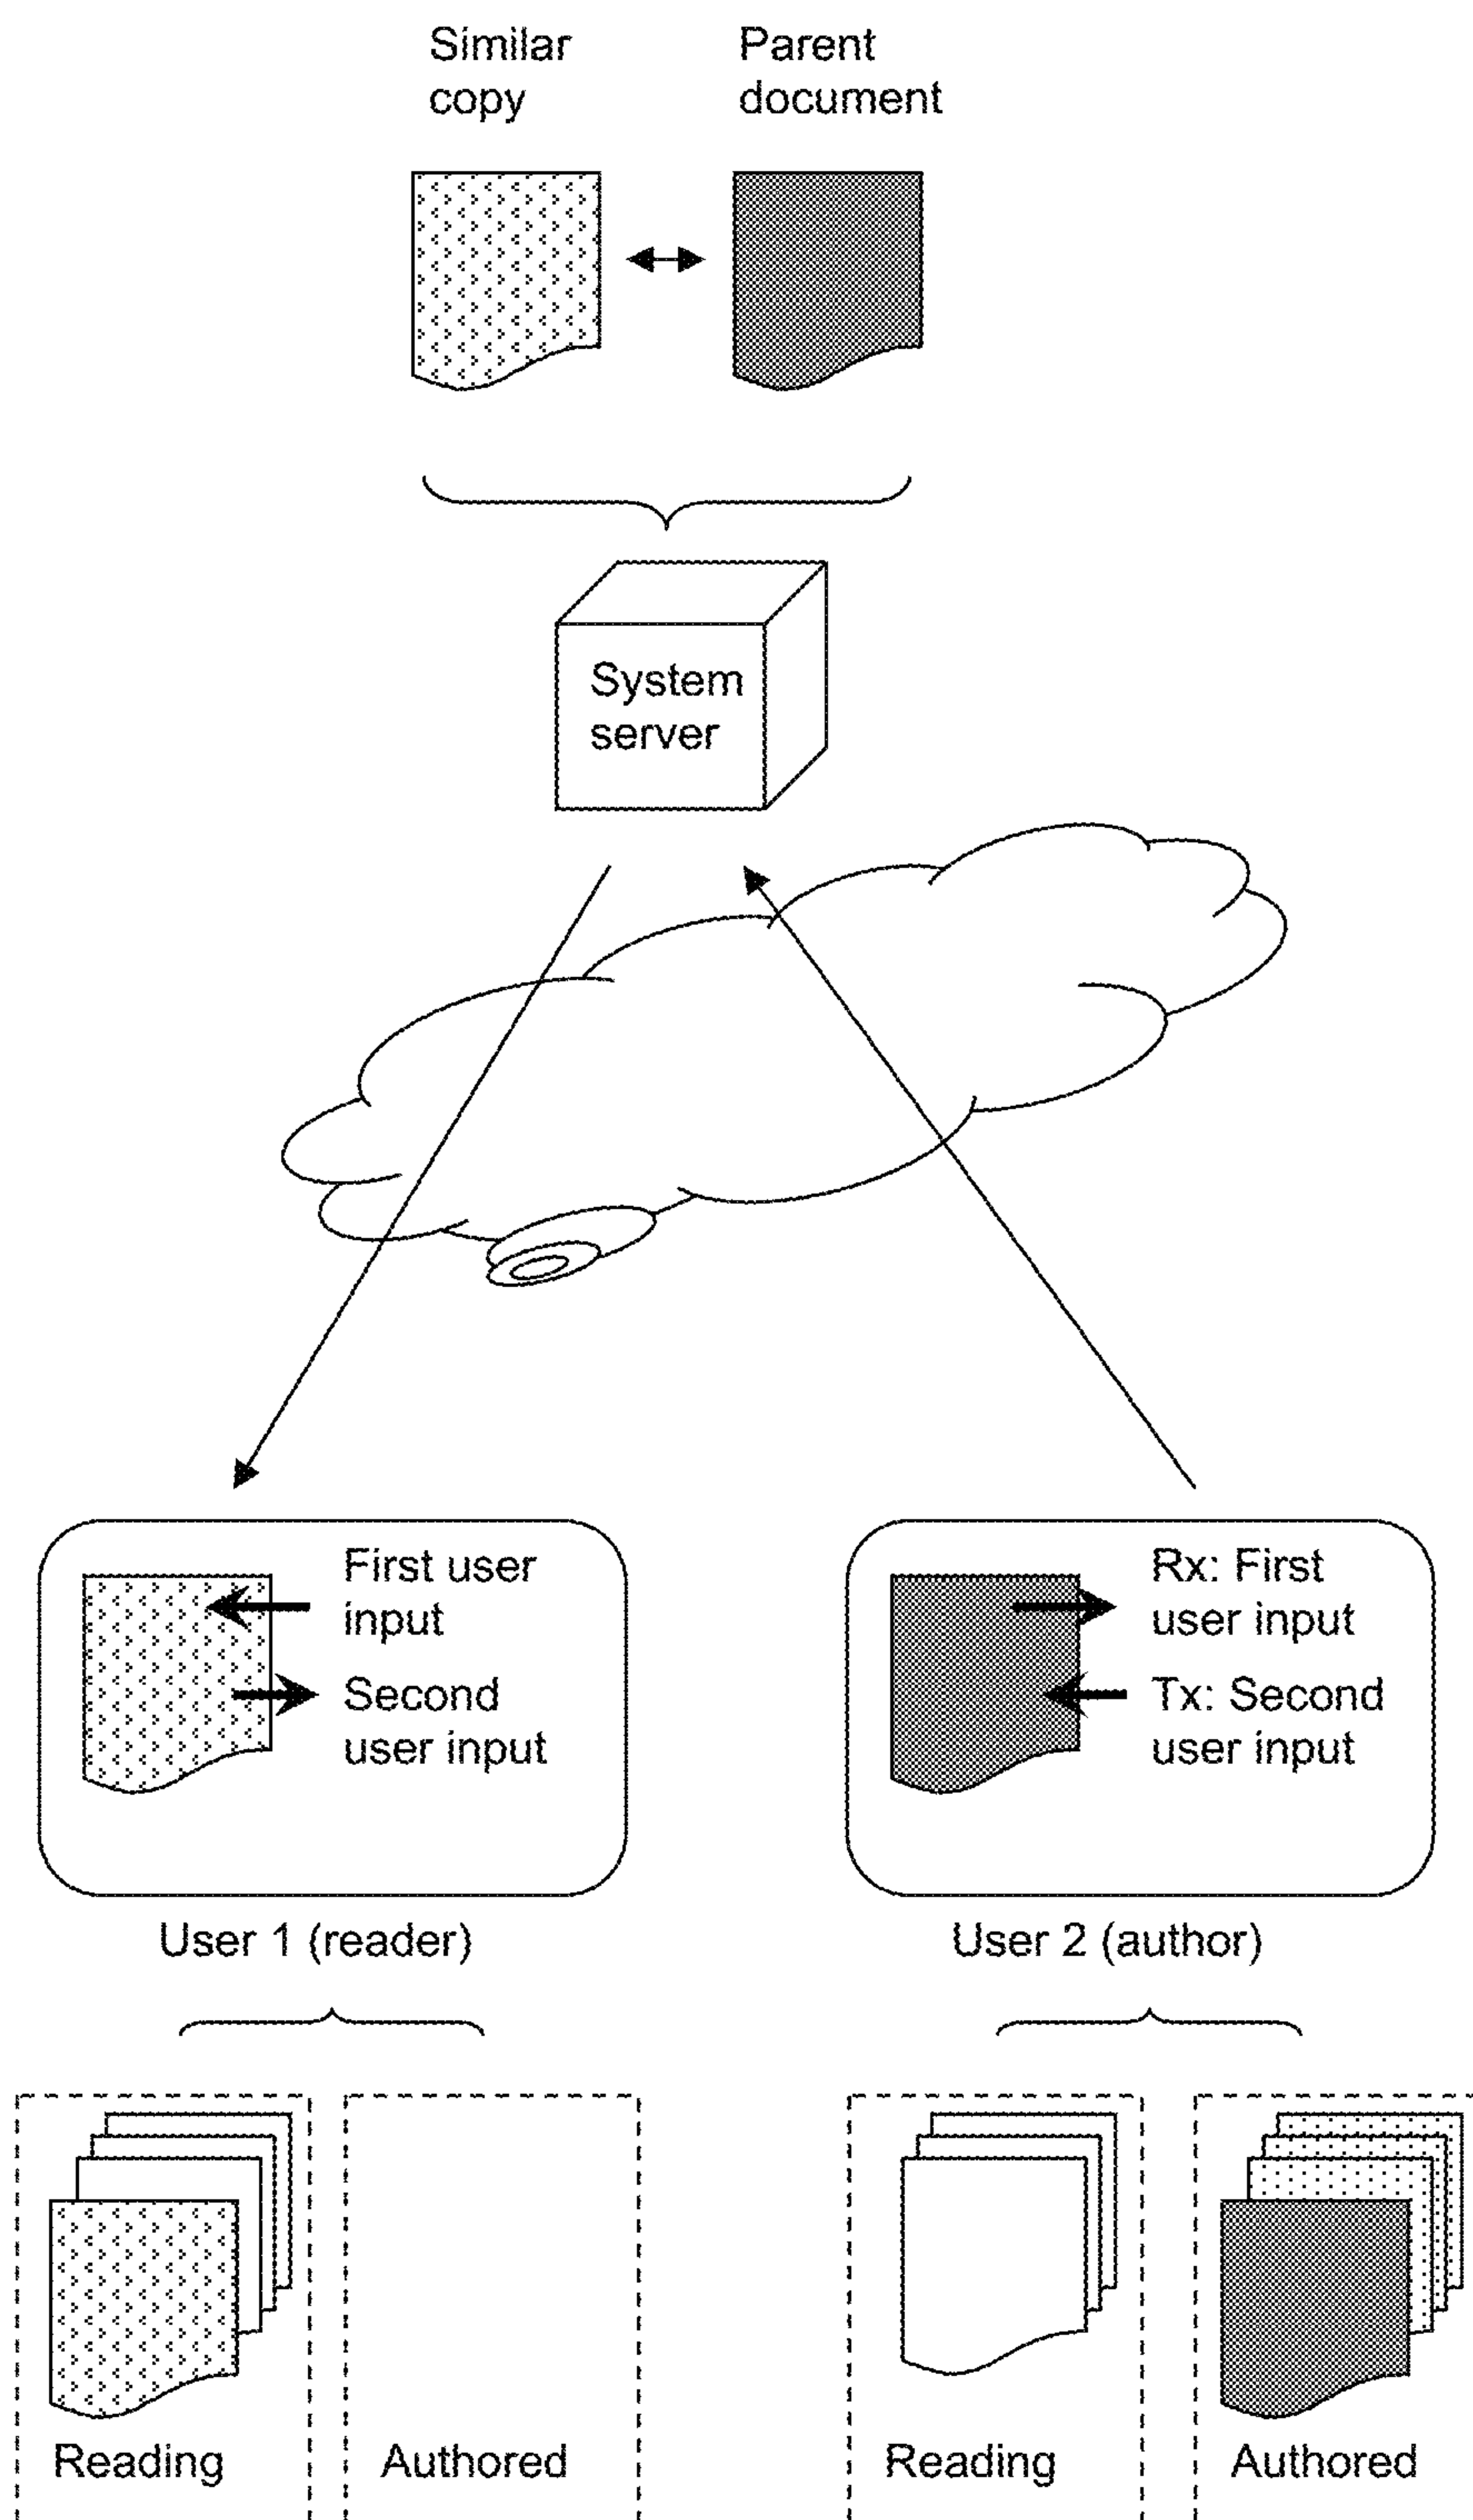 Similar
copy
Parent
document
System
server
First user
input
Second
user input
Rx: First
user input
Tx: Second
user input
User 1 (reader)
User 2 (author)
Reading
Authored
Reading
Authored